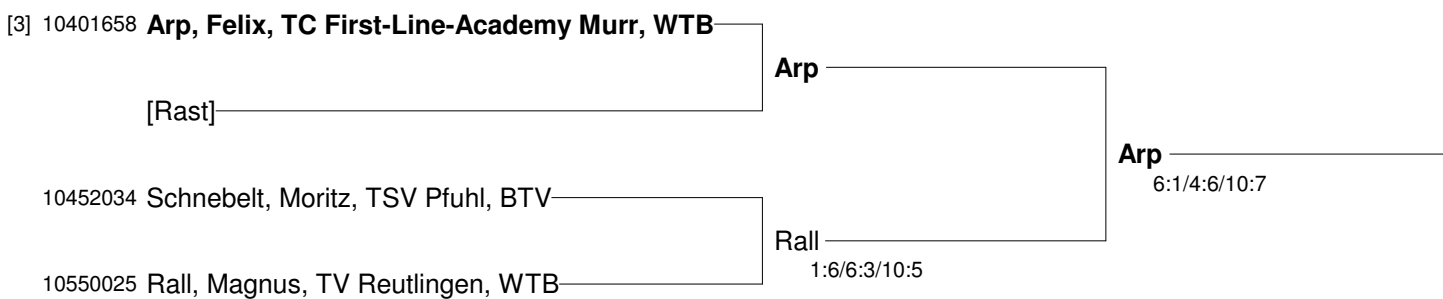 [3] 10401658 Arp, Felix, TC First-Line-Academy Murr, WTB
Arp
[Rast]
Arp
6:1/4:6/10:7
10452034 Schnebelt, Moritz, TSV Pfuhl, BTV
Rall
1:6/6:3/10:5
10550025 Rall, Magnus, TV Reutlingen, WTB